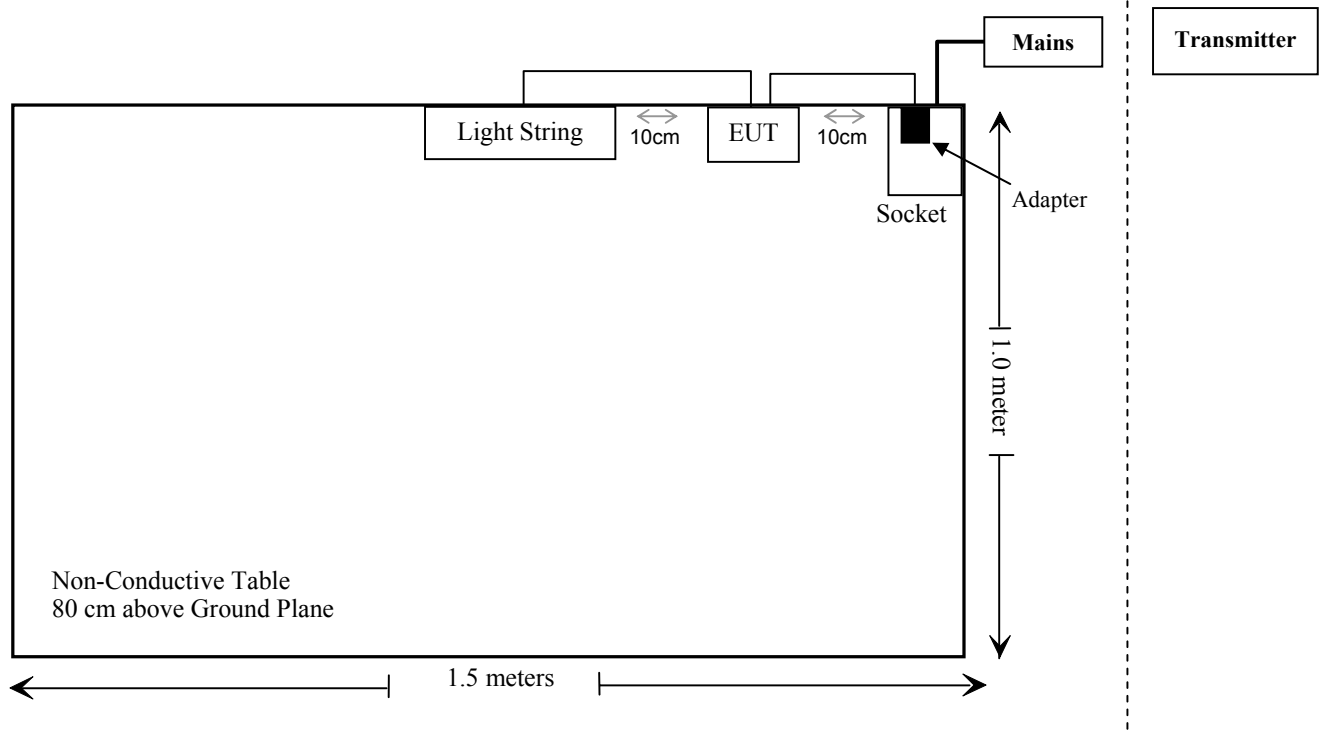 Mains
Transmitter
Light String
10cm
EUT
10cm
Adapter
Socket
1.0 meter
Non-Conductive Table
80 cm above Ground Plane
1.5 meters